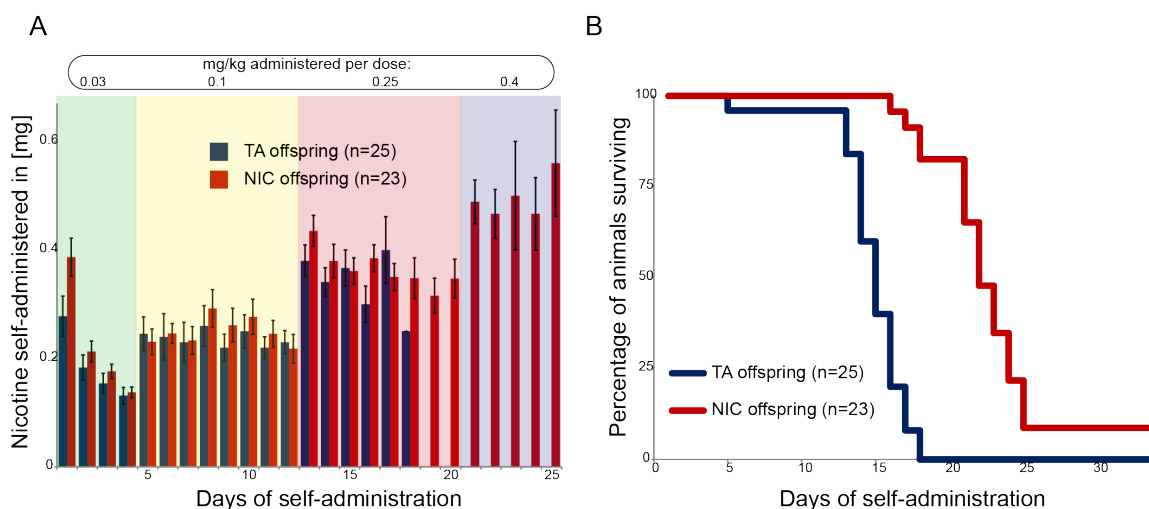 A
mg/kg administered per dose:
0.03 0.1 0.25 0.4
Nicotine self-administered in [mg]
0.6
0.4
0.2
0
TA offspring (n=25)
NIC offspring (n=23)
5 10 15 20 25
Days of self-administration
B
Percentage of animals surviving
100
75
50
25
0
TA offspring (n=25)
NIC offspring (n=23)
0 5 10 15 20 25 30
Days of self-administration